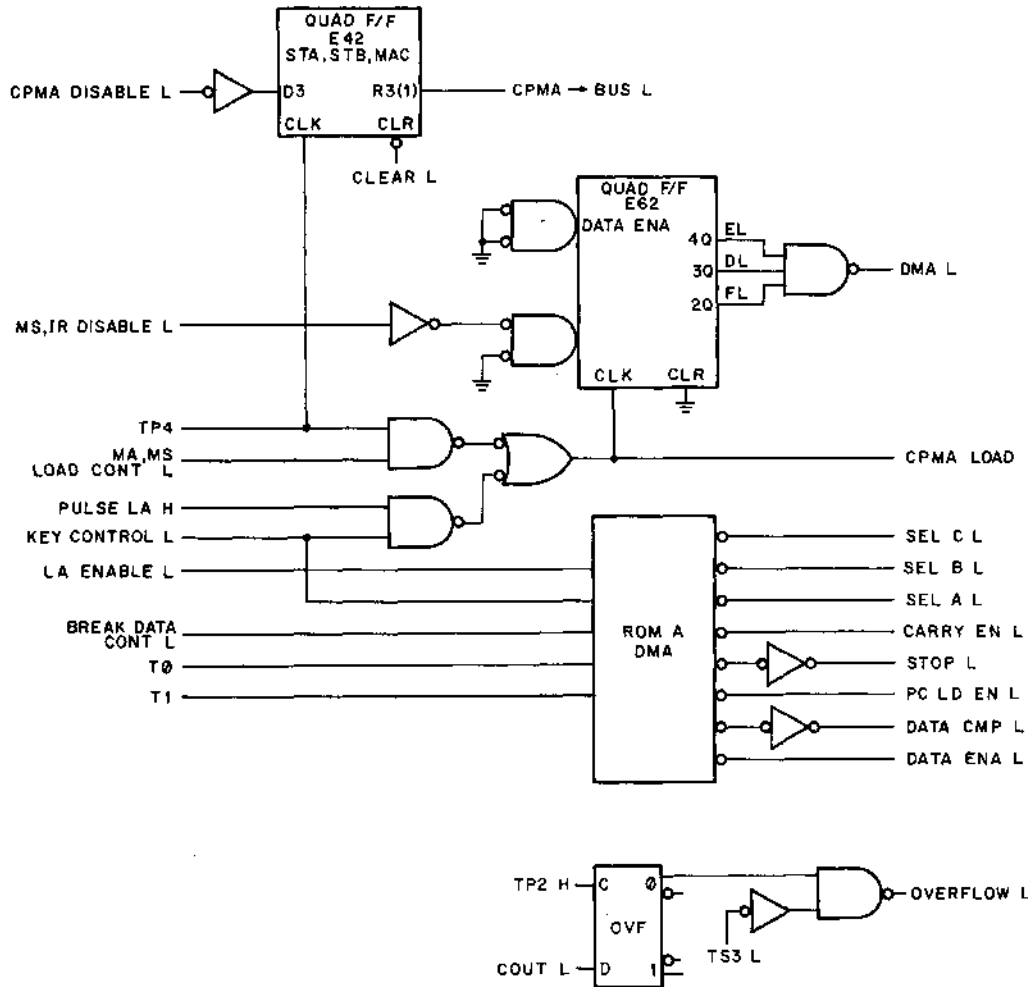 QUAD F/F
E42
STA, STB, MAC
CPMA DISABLE L
D3
R3(1)
CPMA → BUS L
CLK
CLR
CLEAR L
QUAD F/F
E62
DATA ENA
4Q
EL
3Q
DL
2Q
FL
DMA L
MS,IR DISABLE L
CLK
CLR
TP4
MA,MS
LOAD CONT L
CPMA LOAD
PULSE LA H
KEY CONTROL L
LA ENABLE L
BREAK DATA
CONT L
TØ
T1
ROM A
DMA
SEL C L
SEL B L
SEL A L
CARRY EN L
STOP L
PC LD EN L
DATA CMP L
DATA ENA L
TP2 H
C
Ø
OVF
COUT L
D
1
TS3 L
OVERFLOW L